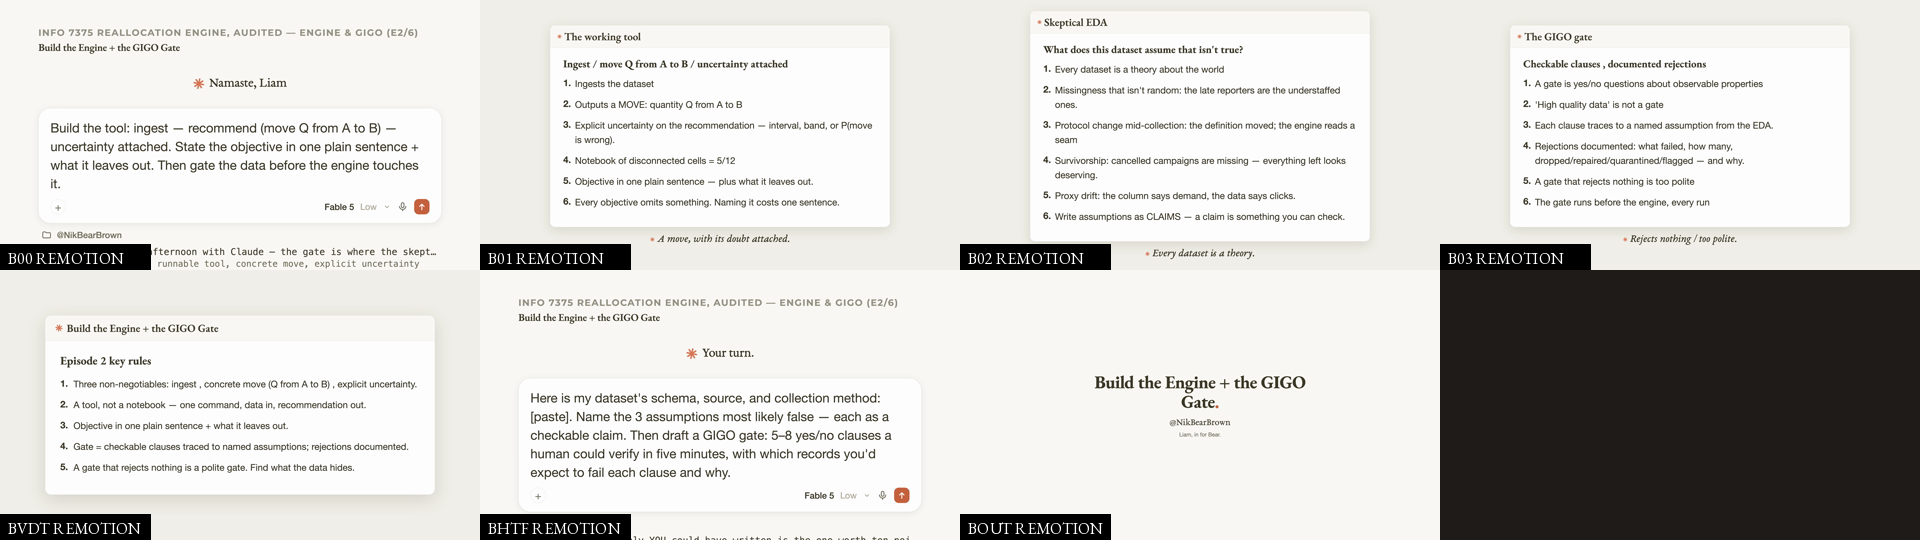 INFO 7375 REALLOCATION ENGINE, AUDITED — ENGINE & GIGO (E2/6)
Build the Engine + the GIGO Gate
Namaste, Liam
Build the tool: ingest — recommend (move Q from A to B) —
uncertainty attached. State the objective in one plain sentence +
what it leaves out. Then gate the data before the engine touches
it.
+
Fable 5 Low
@NikBearBrown
fternoon with Claude — the gate is where the skept…
runnable tool, concrete move, explicit uncertainty
B00 REMOTION
The working tool
Ingest / move Q from A to B / uncertainty attached
1. Ingests the dataset
2. Outputs a MOVE: quantity Q from A to B
3. Explicit uncertainty on the recommendation — interval, band, or P(move
is wrong).
4. Notebook of disconnected cells = 5/12
5. Objective in one plain sentence — plus what it leaves out.
6. Every objective omits something. Naming it costs one sentence.
A move, with its doubt attached.
B01 REMOTION
Skeptical EDA
What does this dataset assume that isn't true?
1. Every dataset is a theory about the world
2. Missingness that isn't random: the late reporters are the understaffed
ones.
3. Protocol change mid-collection: the definition moved; the engine reads a
seam
4. Survivorship: cancelled campaigns are missing — everything left looks
deserving.
5. Proxy drift: the column says demand, the data says clicks.
6. Write assumptions as CLAIMS — a claim is something you can check.
Every dataset is a theory.
B02 REMOTION
The GIGO gate
Checkable clauses , documented rejections
1. A gate is yes/no questions about observable properties
2. 'High quality data' is not a gate
3. Each clause traces to a named assumption from the EDA.
4. Rejections documented: what failed, how many,
dropped/repaired/quarantined/flagged — and why.
5. A gate that rejects nothing is too polite
6. The gate runs before the engine, every run
Rejects nothing / too polite.
B03 REMOTION
Build the Engine + the GIGO Gate
Episode 2 key rules
1. Three non-negotiables: ingest , concrete move (Q from A to B) , explicit uncertainty.
2. A tool, not a notebook — one command, data in, recommendation out.
3. Objective in one plain sentence + what it leaves out.
4. Gate = checkable clauses traced to named assumptions; rejections documented.
5. A gate that rejects nothing is a polite gate. Find what the data hides.
BVDT REMOTION
INFO 7375 REALLOCATION ENGINE, AUDITED — ENGINE & GIGO (E2/6)
Build the Engine + the GIGO Gate
Your turn.
Here is my dataset's schema, source, and collection method:
[paste]. Name the 3 assumptions most likely false — each as a
checkable claim. Then draft a GIGO gate: 5–8 yes/no clauses a
human could verify in five minutes, with which records you'd
expect to fail each clause and why.
+
Fable 5 Low
BHTF REMOTION
Build the Engine + the GIGO
Gate.
@NikBearBrown
Liam, in for Bear.
BOUT REMOTION